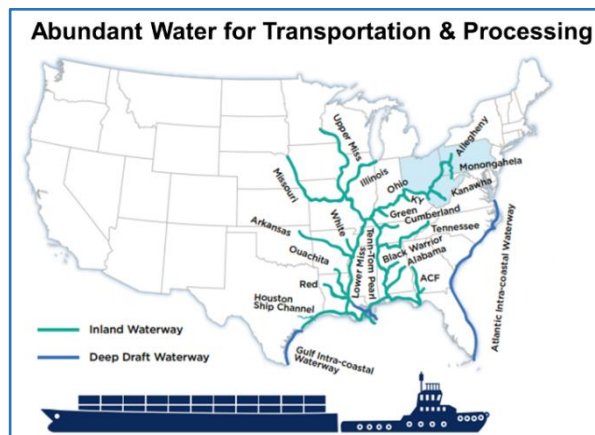 Abundant Water for Transportation & Processing
Upper Miss
Allegheny
Missouri
Illinois
Ohio
Monongahela
KY
Kanawha
Green
Cumberland
White
Tennessee
Arkansas
Lower Miss
Tenn-Tom Pearl
Black Warrior
Alabama
Ouachita
ACF
Red
Atlantic Intra-coastal Waterway
Houston
Ship Channel
Inland Waterway
Deep Draft Waterway
Gulf Intra-coastal
Waterway